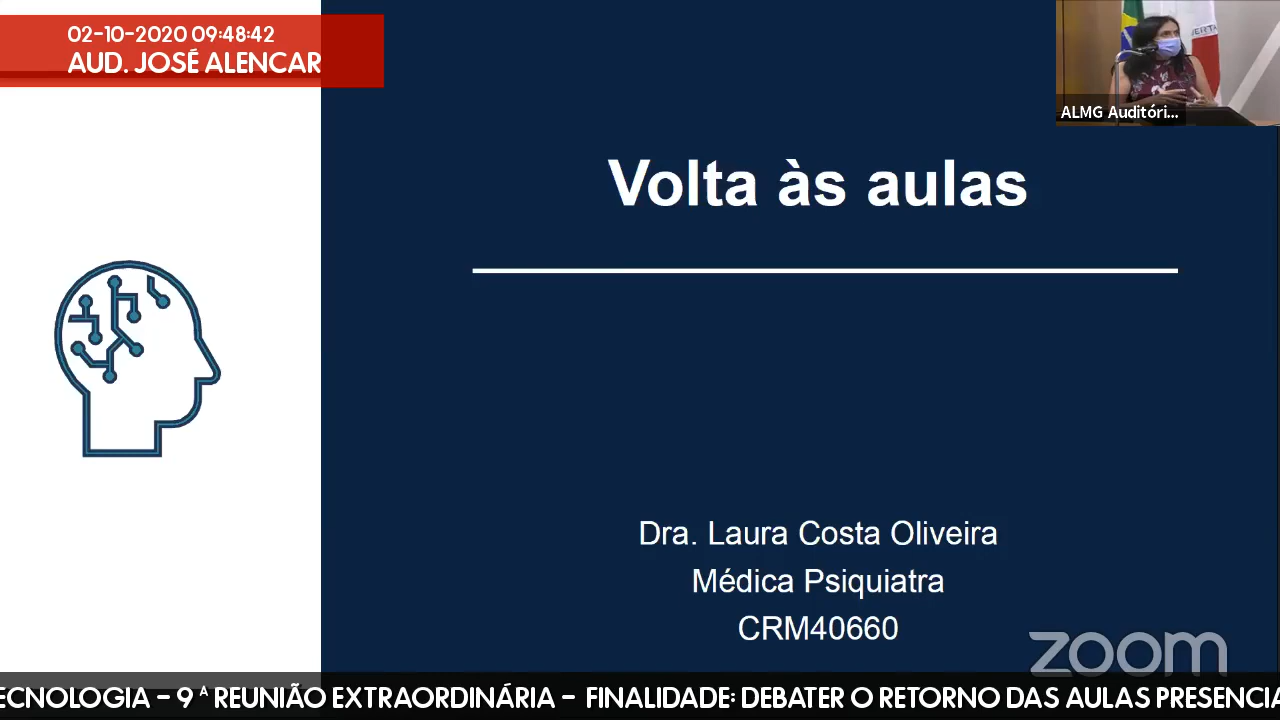 02-10-2020 09:48:42
AUD. JOSÉ ALENCAR
ALMG Auditóri...
Volta às aulas
Dra. Laura Costa Oliveira
Médica Psiquiatra
CRM40660
zoom
ECNOLOGIA - 9ª REUNIÃO EXTRAORDINÁRIA - FINALIDADE: DEBATER O RETORNO DAS AULAS PRESENCIA